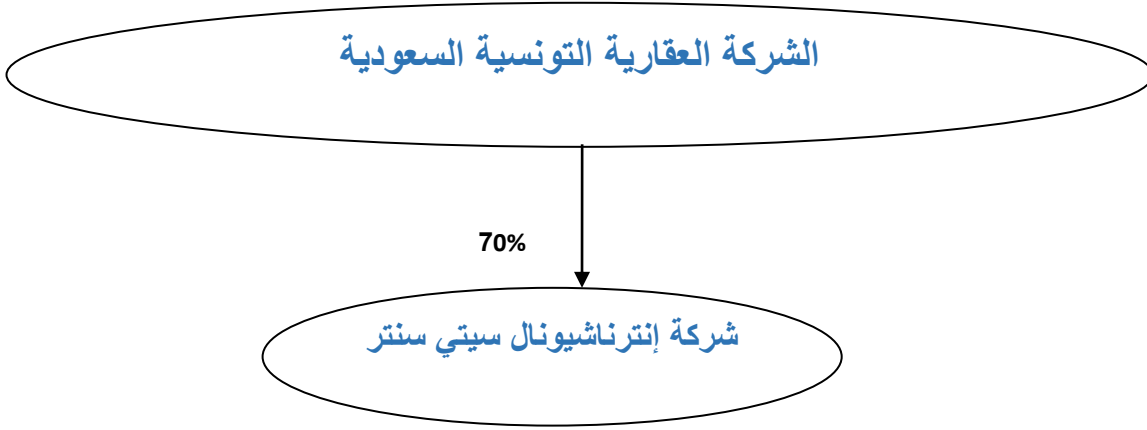 الشركة العقارية التونسية السعودية
70%
شركة إنترناشيونال سيتي سنتر